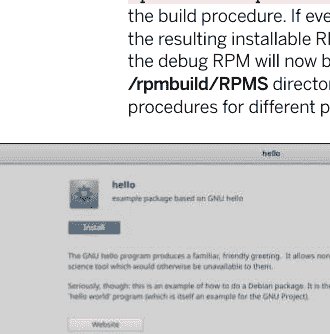 the build procedure. If eve
the resulting installable R
the debug RPM will now b
/rpmbuild/RPMS director
procedures for different p
hello
hello
example package based on GNU hello
Install
The GNU hello program produces a familiar, friendly greeting. It allows non
science tool which would otherwise be unavailable to them.
Seriously, though: this is an example of how to do a Debian package. It is the
'hello world' program (which is itself an example for the GNU Project).
Website